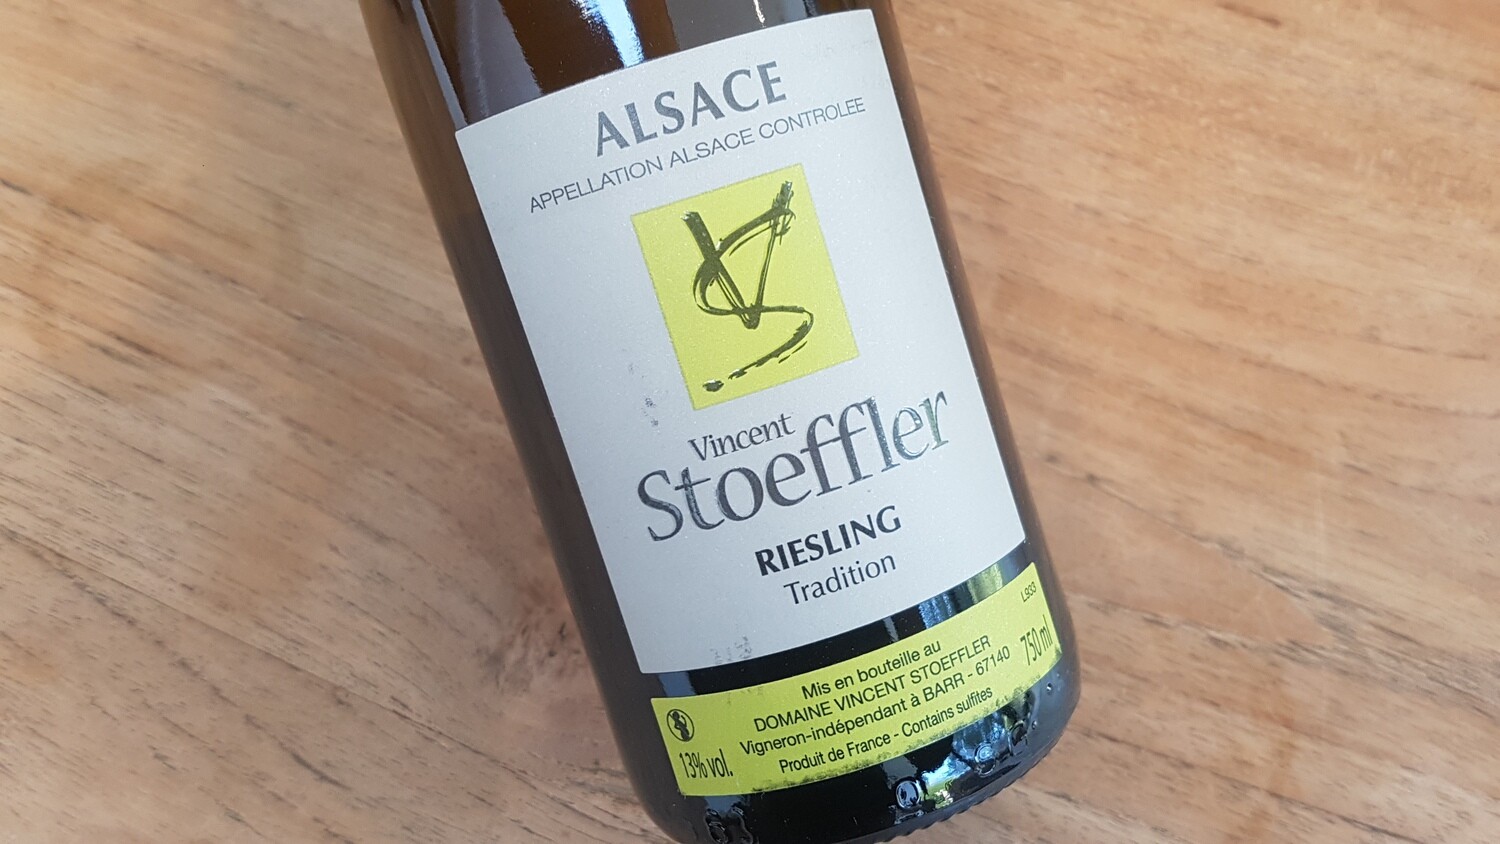 ALSACE
APPELLATION ALSACE CONTROLEE
Vincent
Stoeffler
RIESLING
Tradition
L933
Mis en bouteille au
DOMAINE VINCENT STOEFFLER
Vigneron-indépendant à BARR - 67140
Produit de France - Contains sulfites
13% vol.
750 ml